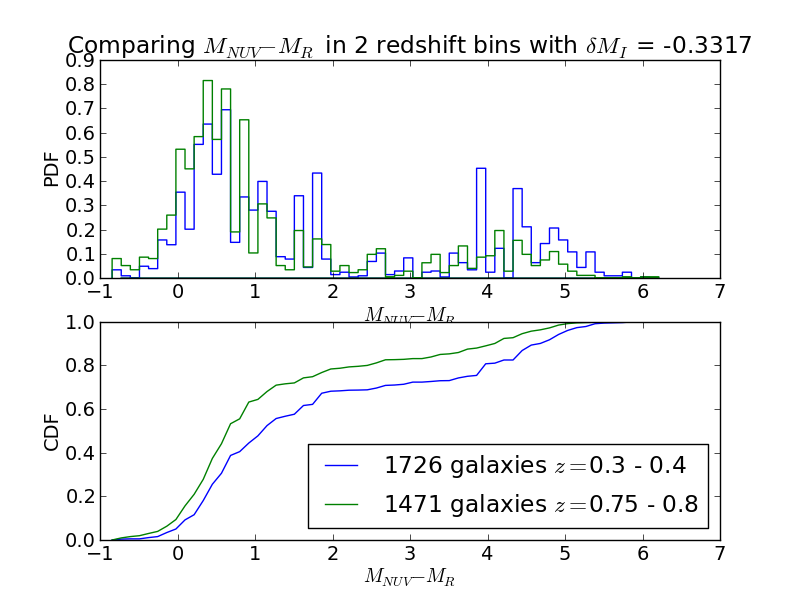 Comparing M_NUV−M_R in 2 redshift bins with δM_I = -0.3317
0.9
0.8
0.7
0.6
0.5
0.4
0.3
0.2
0.1
0.0
PDF
−1 0 1 2 3 4 5 6 7
M_NUV−M_R
1.0
0.8
0.6
0.4
0.2
0.0
CDF
1726 galaxies z=0.3 - 0.4
1471 galaxies z=0.75 - 0.8
−1 0 1 2 3 4 5 6 7
M_NUV−M_R